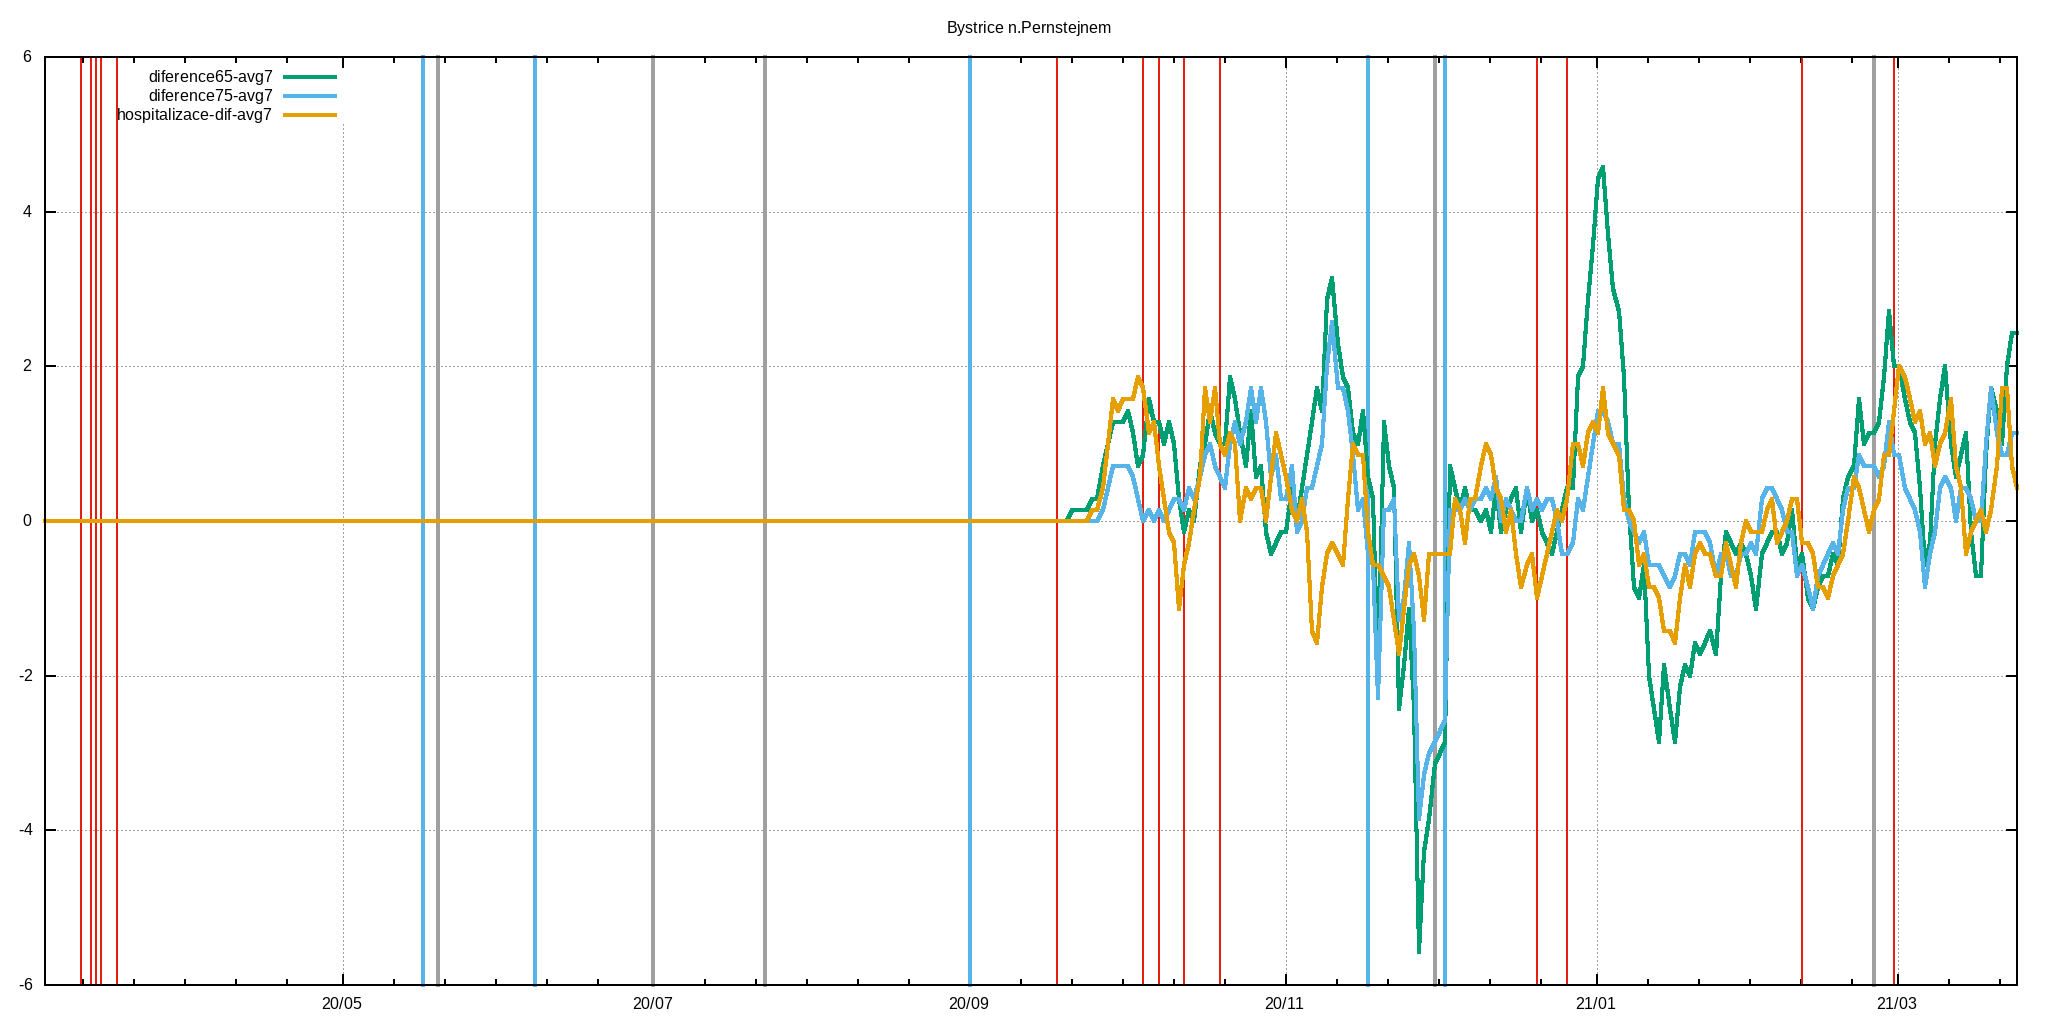 Bystrice n.Pernstejnem
6
4
2
0
-2
-4
-6
diference65-avg7
diference75-avg7
hospitalizace-dif-avg7
20/05 20/07 20/09 20/11 21/01 21/03